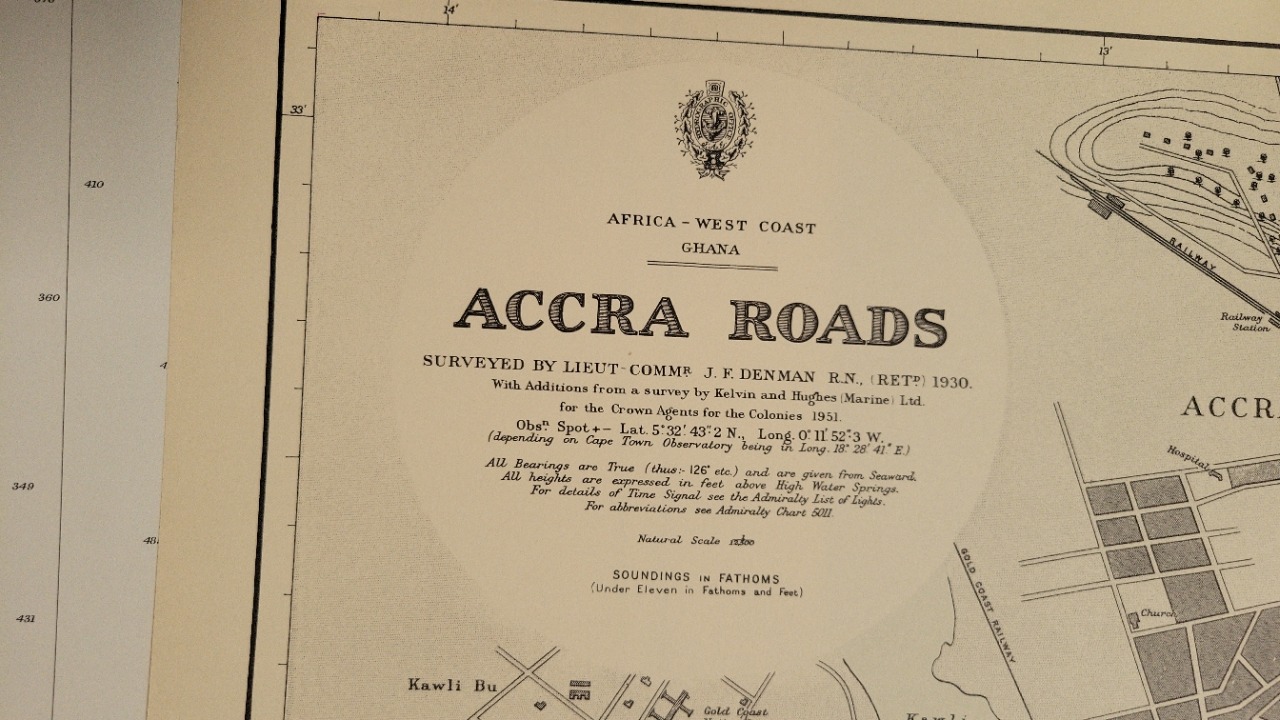 14'
13'
33'
410
360
349
431
HYDROGRAPHIC OFFICE
AFRICA - WEST COAST
GHANA
ACCRA ROADS
SURVEYED BY LIEUT-COMMR J. F. DENMAN R.N., (RETD) 1930.
With Additions from a survey by Kelvin and Hughes (Marine) Ltd.
for the Crown Agents for the Colonies 1951.
Obsn Spot + - Lat. 5° 32' 43"·2 N., Long. 0° 11' 52"·3 W.
(depending on Cape Town Observatory being in Long. 18° 28' 41" E.)
All Bearings are True (thus:- 126° etc.) and are given from Seaward.
All heights are expressed in feet above High Water Springs.
For details of Time Signal see the Admiralty List of Lights.
For abbreviations see Admiralty Chart 5011.
Natural Scale
SOUNDINGS IN FATHOMS
(Under Eleven in Fathoms and Feet)
RAILWAY
Railway
Station
ACCR
Hospital
GOLD COAST RAILWAY
Church
Kawli Bu
Gold Coast